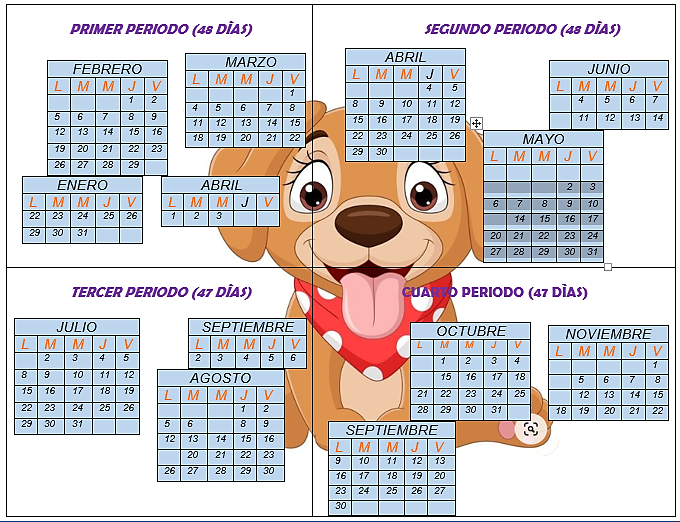 PRIMER PERIODO (48 DÌAS)
FEBRERO
L M M J V
1 2
5 6 7 8 9
12 13 14 15 16
19 20 21 22 23
26 27 28 29
MARZO
L M M J V
1
4 5 6 7 8
11 12 13 14 15
18 19 20 21 22
ENERO
L M M J V
22 23 24 25 26
29 30 31
ABRIL
L M M J V
1 2 3
SEGUNDO PERIODO (48 DÌAS)
ABRIL
L M M J V
4 5
8 9 10 11 12
15 16 17 18 19
22 23 24 25 26
29 30
JUNIO
L M M J V
4 5 6 7
11 12 13 14
MAYO
L M M J V
2 3
6 7 8 9 10
14 15 16 17
20 21 22 23 24
27 28 29 30 31
TERCER PERIODO (47 DÌAS)
JULIO
L M M J V
2 3 4 5
8 9 10 11 12
15 16 17 18 19
22 23 24 25 26
29 30 31
SEPTIEMBRE
L M M J V
2 3 4 5 6
AGOSTO
L M M J V
1 2
5 6 8 9
12 13 14 15 16
20 21 22 23
26 27 28 29 30
CUARTO PERIODO (47 DÌAS)
OCTUBRE
L M M J V
1 2 3 4
15 16 17 18
21 22 23 24 25
28 29 30 31
NOVIEMBRE
L M M J V
1
5 6 7 8
12 13 14 15
18 19 20 21 22
SEPTIEMBRE
L M M J V
9 10 11 12 13
16 17 18 19 20
23 24 25 26 27
30